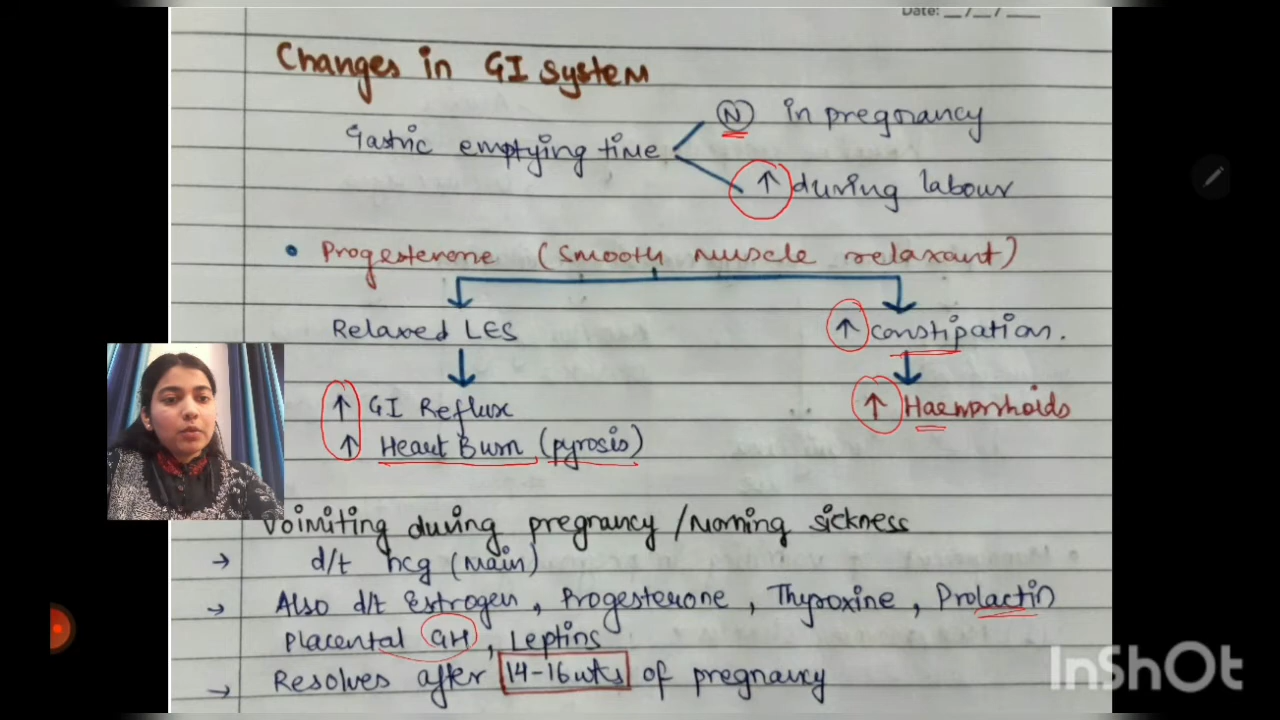 Date: __/__/____
Changes in GI system
Gastric emptying time
Ⓝ in pregnancy
↑ during labour
• Progesterone (smooth muscle relaxant)
Relaxed LES
↑ constipation.
↑ GI Reflux
↑ Heart Burn (pyrosis)
↑ Haemorrhoids
Voimiting during pregnancy / Morning sickness
→ d/t hcg (main)
→ Also d/t Estrogen, Progesterone, Thyroxine, Prolactin
Placental GH, Leptins
→ Resolves after 14-16 wks of pregnancy
InShOt